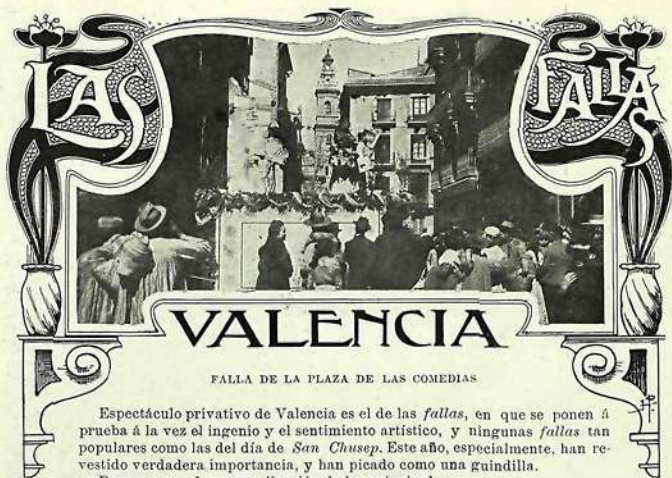 LAS
FALLAS
VALENCIA
FALLA DE LA PLAZA DE LAS COMEDIAS
Espectáculo privativo de Valencia es el de las fallas, en que se ponen á
prueba á la vez el ingenio y el sentimiento artístico, y ningunas fallas tan
populares como las del día de San Chusep. Este año, especialmente, han re-
vestido verdadera importancia, y han picado como una guindilla.